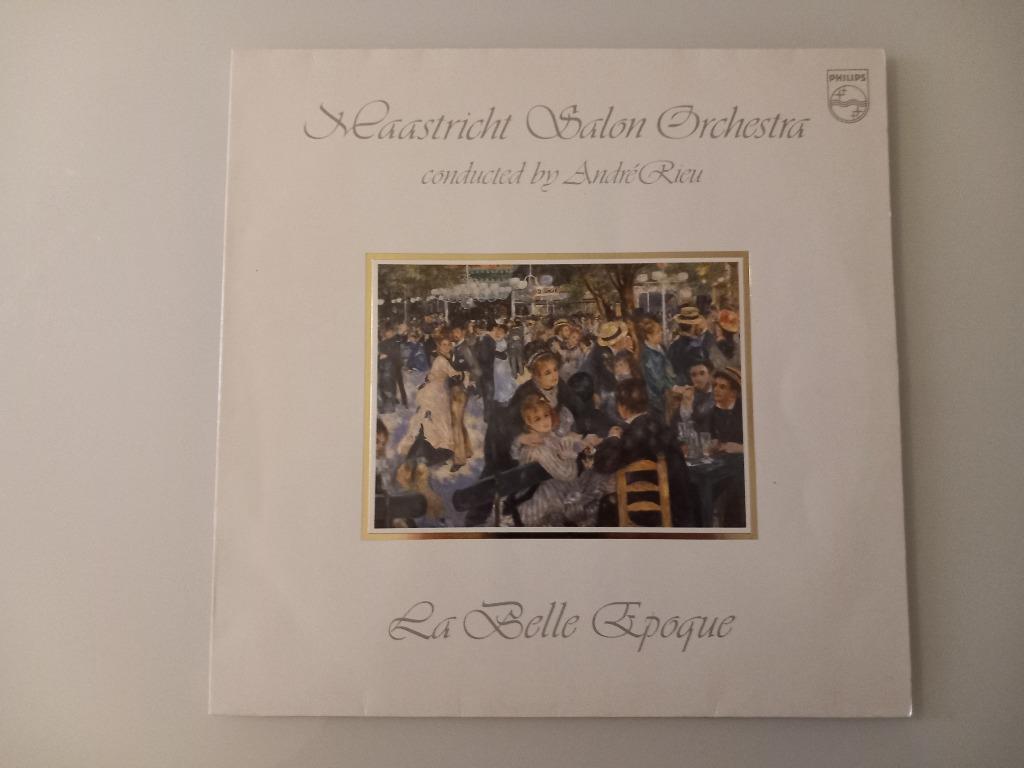 PHILIPS
Maastricht Salon Orchestra
conducted by André Rieu
La Belle Epoque